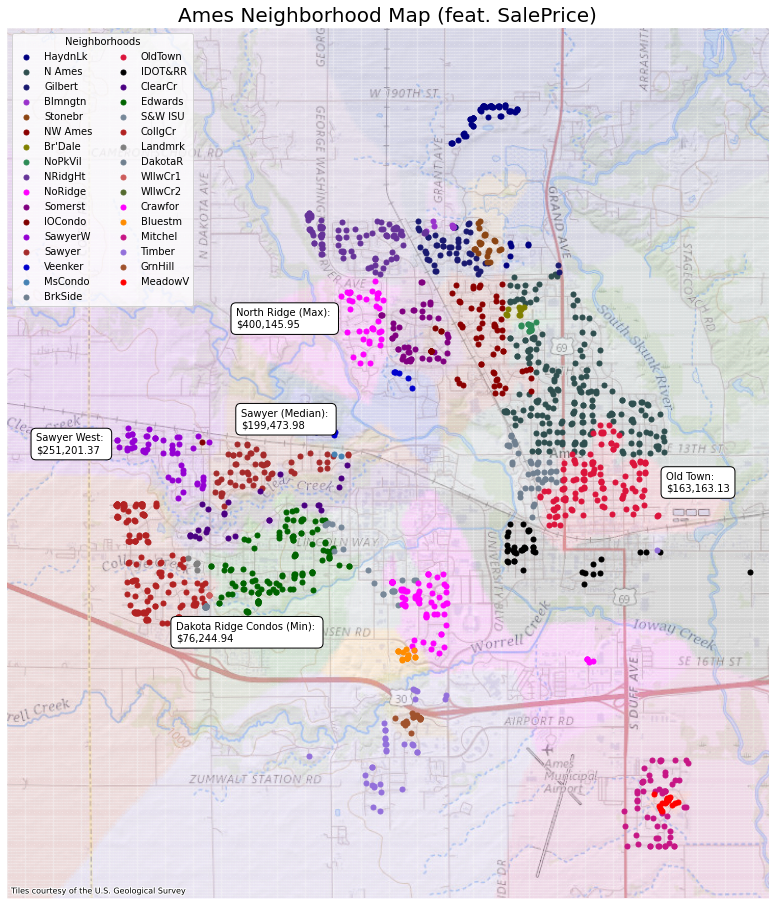 Ames Neighborhood Map (feat. SalePrice)
Neighborhoods
HaydnLk
N Ames
Gilbert
Blmngtn
Stonebr
NW Ames
Br'Dale
NoPkVil
NRidgHt
NoRidge
Somerst
IOCondo
SawyerW
Sawyer
Veenker
MsCondo
BrkSide
OldTown
IDOT&RR
ClearCr
Edwards
S&W ISU
CollgCr
Landmrk
DakotaR
WllwCr1
WllwCr2
Crawfor
Bluestm
Mitchel
Timber
GrnHill
MeadowV
W 190TH ST
GEORGE WASHING
N DAKOTA AVE
GRANT AVE
GRAND AVE
ARRASMITH
STAGECOACH RD
South Skunk River
North Ridge (Max):
$400,145.95
69
Sawyer (Median):
$199,473.98
Sawyer West:
$251,201.37
13TH ST
Old Town:
$163,163.13
LINCOLN WAY
UNIVERSITY BLVD
Dakota Ridge Condos (Min):
$76,244.94
69
Worrell Creek
Ioway Creek
SE 16TH ST
S DUFF AVE
30
AIRPORT RD
ZUMWALT STATION RD
Ames
Municipal
Airport
Tiles courtesy of the U.S. Geological Survey